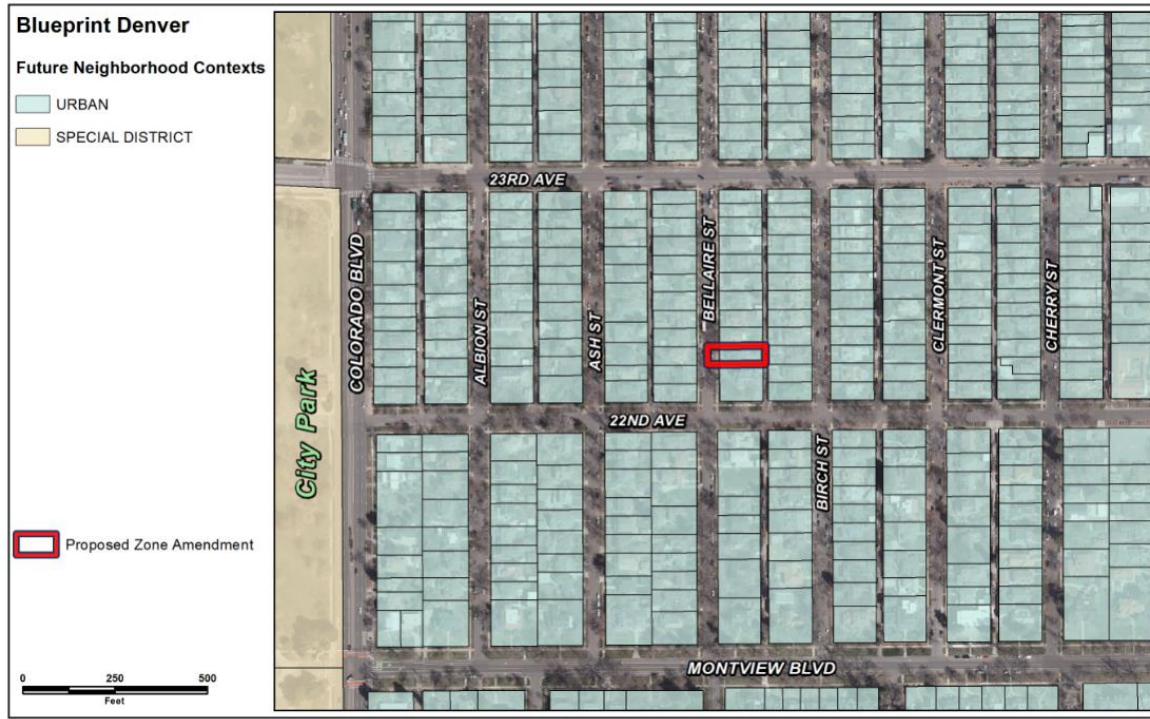 Blueprint Denver
Future Neighborhood Contexts
URBAN
SPECIAL DISTRICT
Proposed Zone Amendment
0 250 500
Feet
23RD AVE
COLORADO BLVD
ALBION ST
ASH ST
BELLAIRE ST
CLERMONT ST
CHERRY ST
City Park
22ND AVE
BIRCH ST
MONTVIEW BLVD